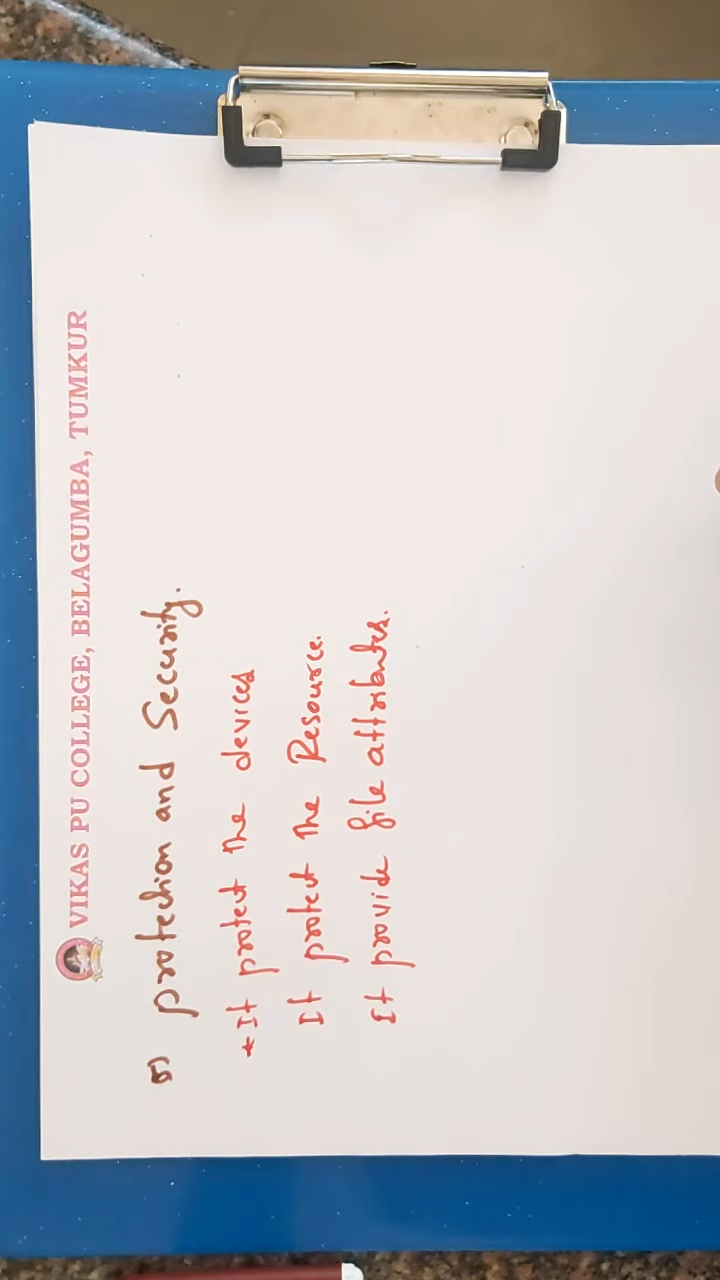 VIKAS PU COLLEGE, BELAGUMBA, TUMKUR
5) protection and Security.
* It protect the devices
It protect the Resource.
It provide file attributes.